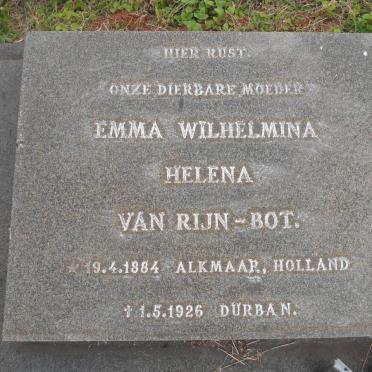 HIER RUST.
ONZE DIERBARE MOEDER
EMMA WILHELMINA
HELENA
VAN RIJN-BOT.
★ 19.4.1884 ALKMAAR, HOLLAND
† 1.5.1926 DURBAN.